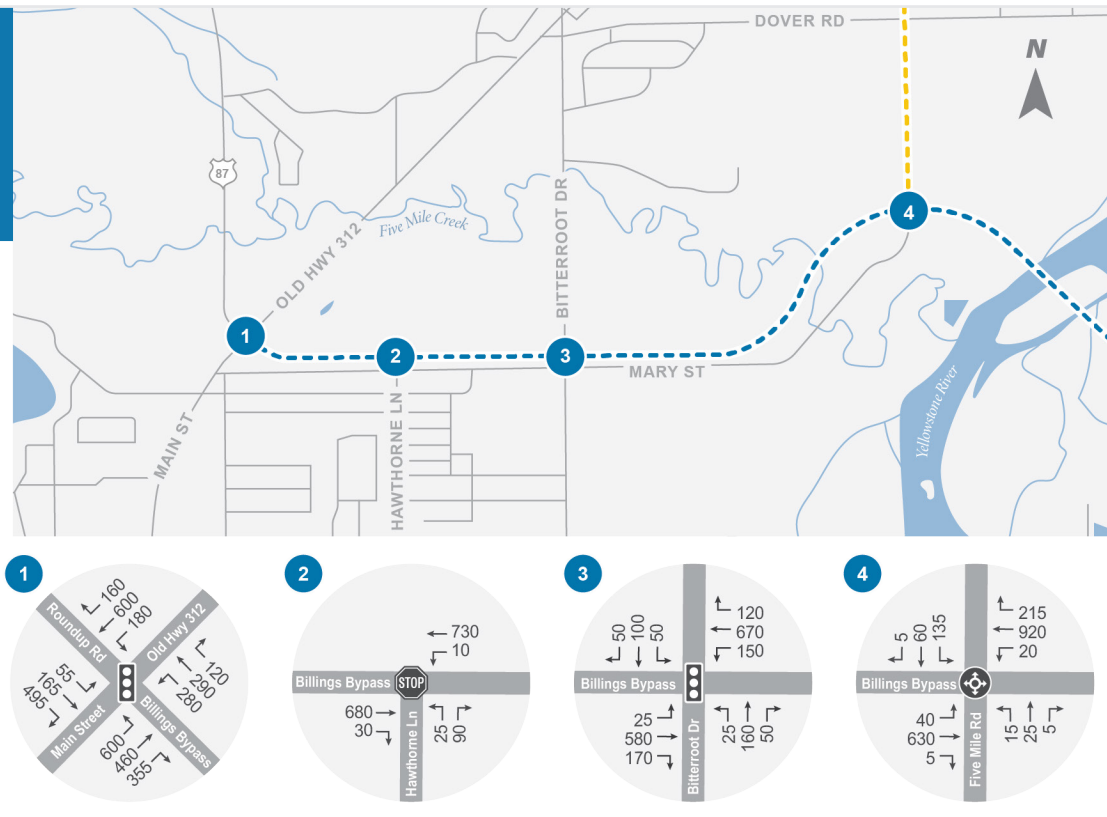 DOVER RD
N
87
OLD HWY 312
Five Mile Creek
BITTERROOT DR
4
1
2
3
MARY ST
MAIN ST
HAWTHORNE LN
Yellowstone River
1
160
600
180
Roundup Rd
Old Hwy 312
55
165
495
120
290
280
Main Street
Billings Bypass
600
460
355
2
730
10
Billings Bypass
STOP
680
30
Hawthorne Ln
25
90
3
50
100
50
120
670
150
Billings Bypass
25
580
170
Bitterroot Dr
25
160
50
4
5
60
135
215
920
20
Billings Bypass
40
630
5
Five Mile Rd
15
25
5